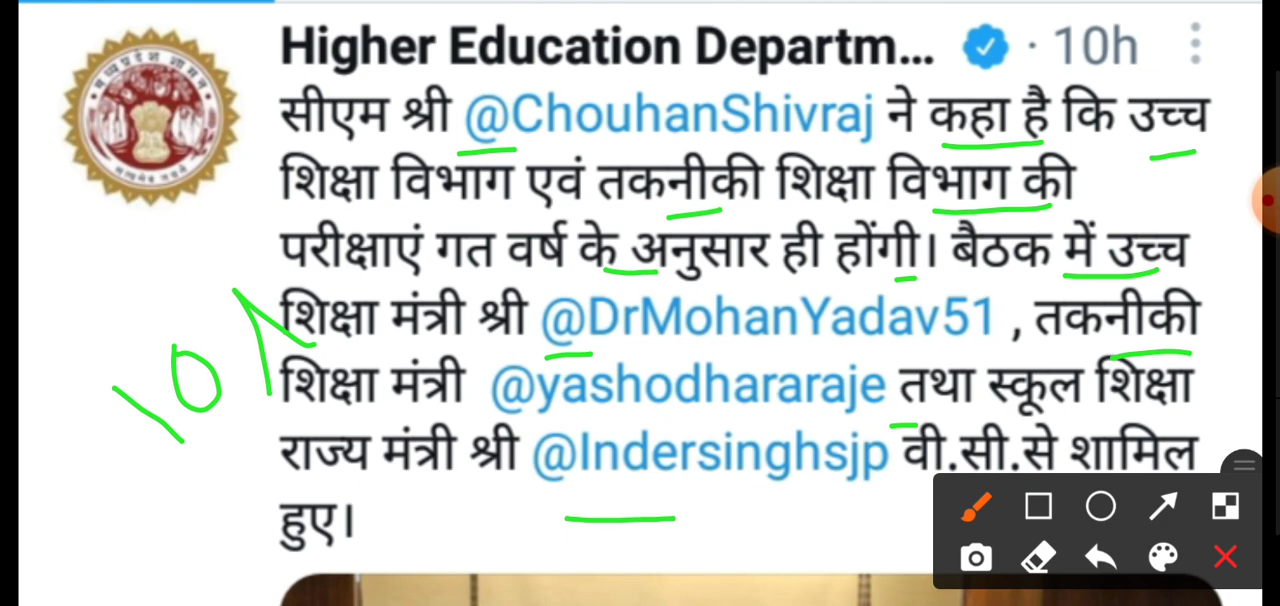 Higher Education Departm... · 10h
सीएम श्री @ChouhanShivraj ने कहा है कि उच्च
शिक्षा विभाग एवं तकनीकी शिक्षा विभाग की
परीक्षाएं गत वर्ष के अनुसार ही होंगी। बैठक में उच्च
शिक्षा मंत्री श्री @DrMohanYadav51 , तकनीकी
शिक्षा मंत्री @yashodhararaje तथा स्कूल शिक्षा
राज्य मंत्री श्री @Indersinghsjp वी.सी.से शामिल
हुए।